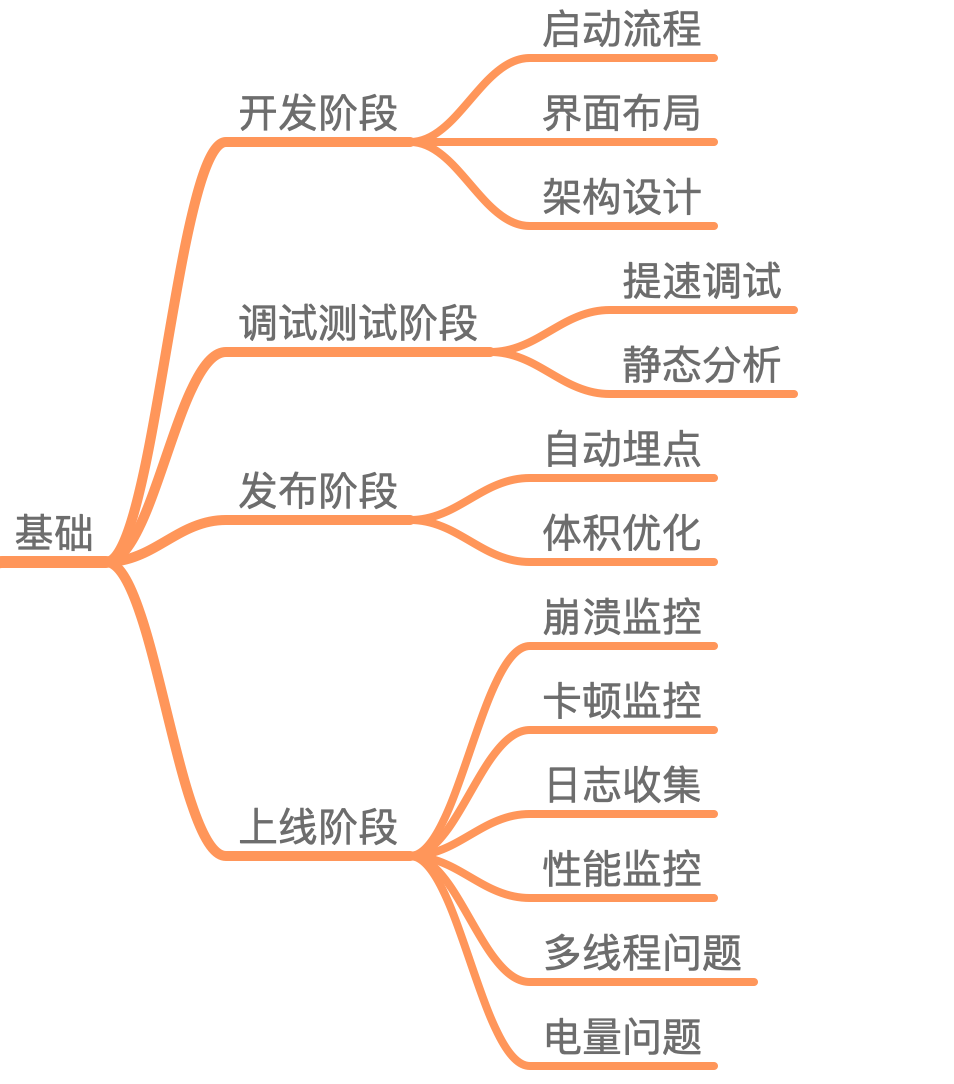 基础
开发阶段
启动流程
界面布局
架构设计
调试测试阶段
提速调试
静态分析
发布阶段
自动埋点
体积优化
上线阶段
崩溃监控
卡顿监控
日志收集
性能监控
多线程问题
电量问题